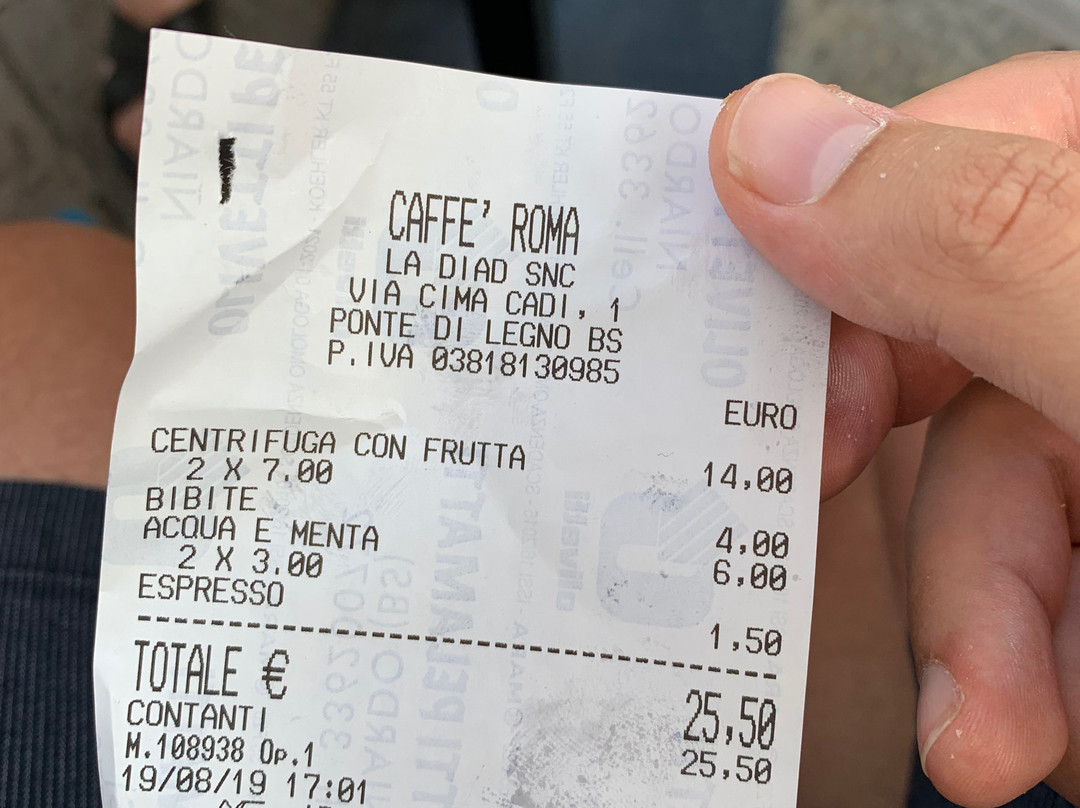 CAFFE' ROMA
LA DIAD SNC
VIA CIMA CADI, 1
PONTE DI LEGNO BS
P.IVA 03818130985
EURO
CENTRIFUGA CON FRUTTA
2 X 7.00 14,00
BIBITE 4,00
ACQUA E MENTA
2 X 3.00 6,00
ESPRESSO 1,50
TOTALE € 25,50
CONTANTI 25,50
M.108938 Op.1
19/08/19 17:01